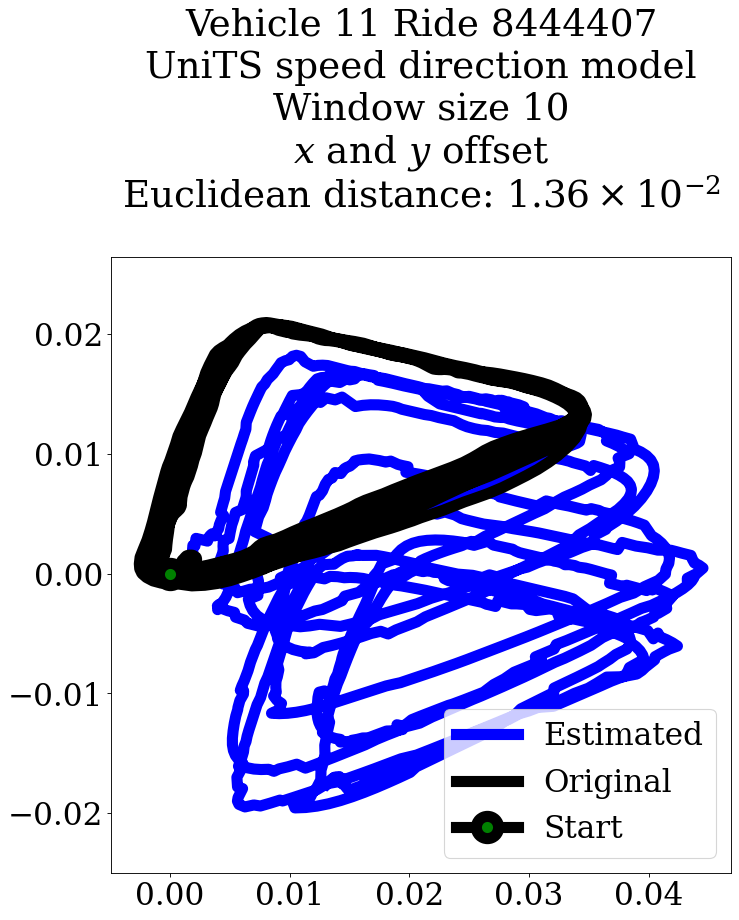 Vehicle 11 Ride 8444407
UniTS speed direction model
Window size 10
x and y offset
Euclidean distance: 1.36 × 10⁻²
0.02
0.01
0.00
−0.01
−0.02
Estimated
Original
Start
0.00 0.01 0.02 0.03 0.04